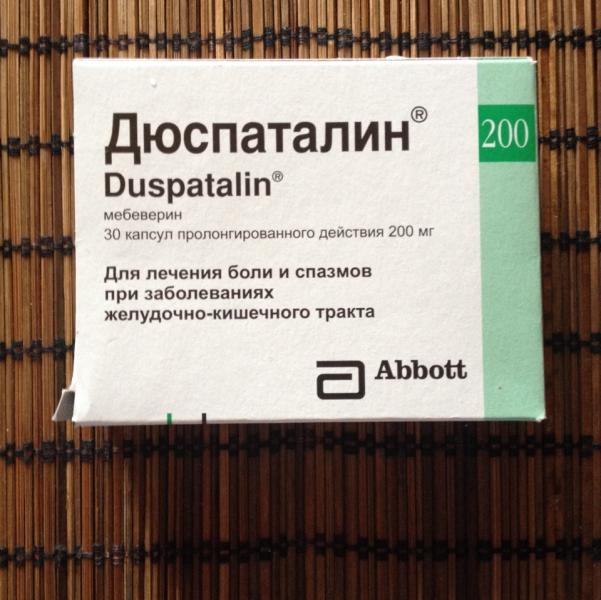 Дюспаталин®
200
Duspatalin®
мебеверин
30 капсул пролонгированного действия 200 мг
Для лечения боли и спазмов
при заболеваниях
желудочно-кишечного тракта
Abbott